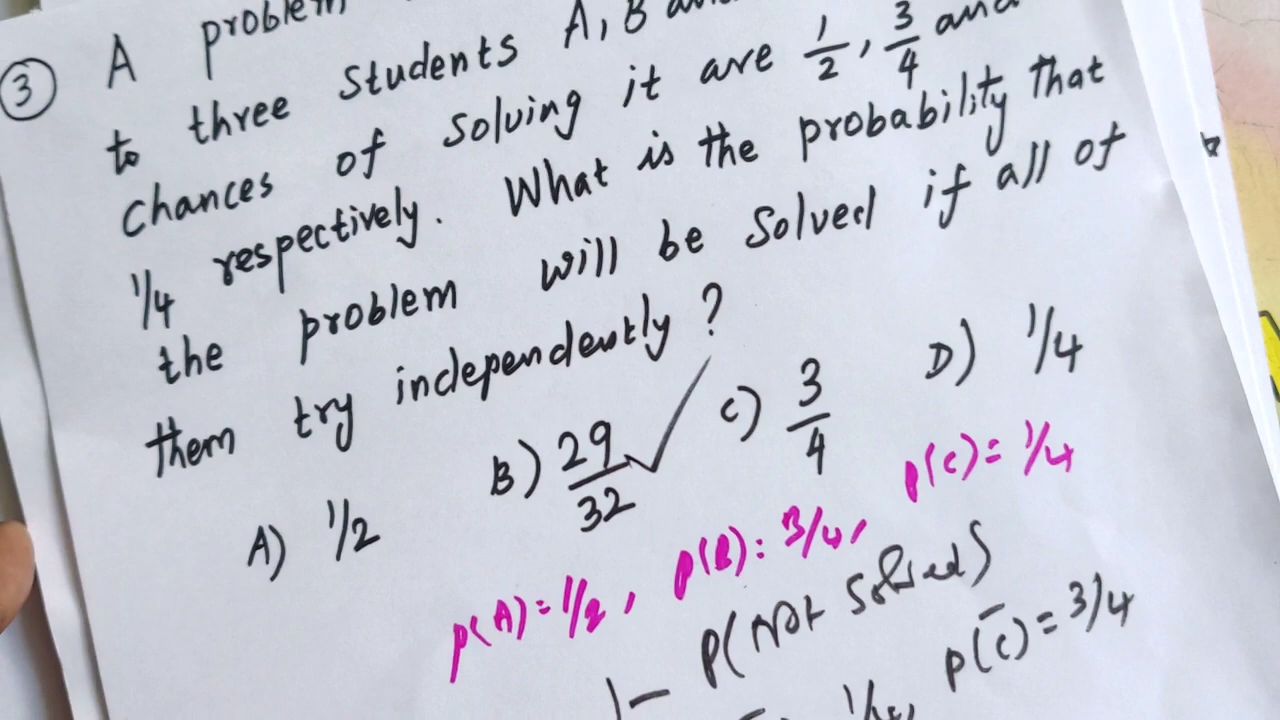 ③ A problem
to three students A, B
chances of solving it are 1/2, 3/4 and
1/4 respectively. What is the probability that
the problem will be solved if all of
them try independently?
A) 1/2 B) 29/32 ✓ C) 3/4 D) 1/4
P(A)=1/2, P(B)=3/4, P(C)=1/4
1- P(Not Solved)
P(C̄)=3/4